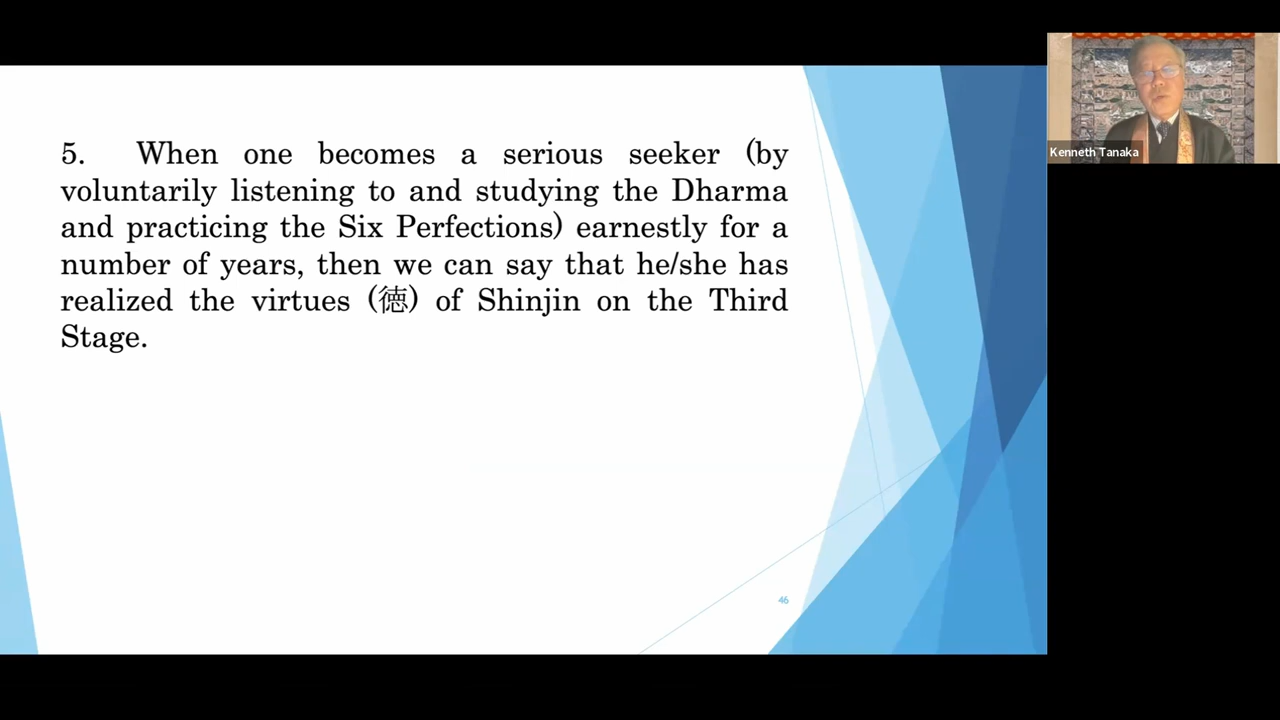 5. When one becomes a serious seeker (by
voluntarily listening to and studying the Dharma
and practicing the Six Perfections) earnestly for a
number of years, then we can say that he/she has
realized the virtues (徳) of Shinjin on the Third
Stage.
46
Kenneth Tanaka